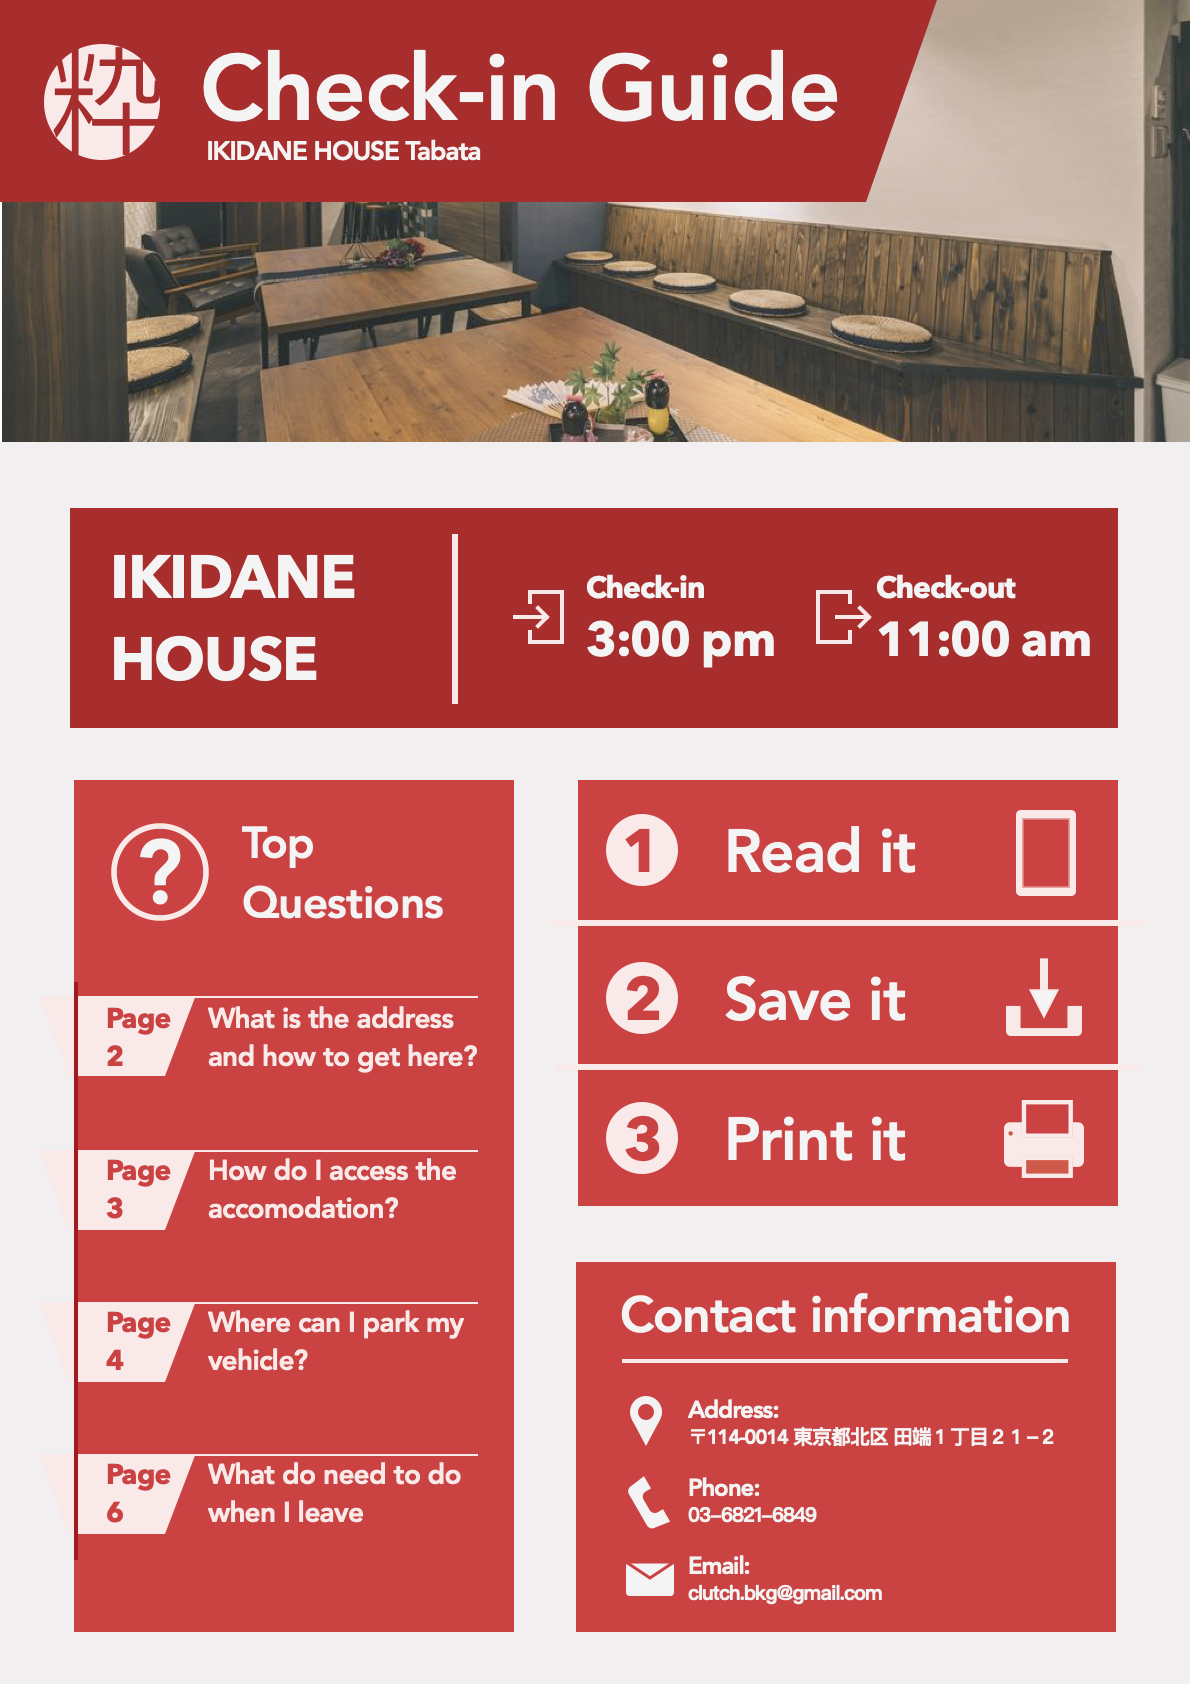 粋
Check-in Guide
IKIDANE HOUSE Tabata
IKIDANE
HOUSE
Check-in
3:00 pm
Check-out
11:00 am
?
Top
Questions
Page
2
What is the address
and how to get here?
Page
3
How do I access the
accomodation?
Page
4
Where can I park my
vehicle?
Page
6
What do need to do
when I leave
1 Read it
2 Save it
3 Print it
Contact information
Address:
〒114-0014 東京都北区 田端1丁目２１−２
Phone:
03–6821–6849
Email:
clutch.bkg@gmail.com